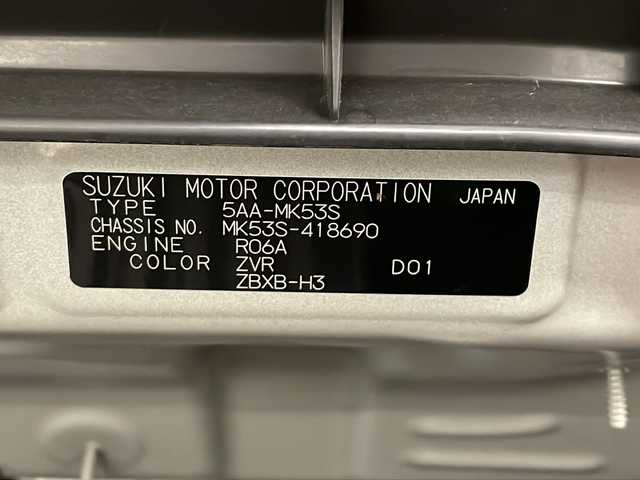 SUZUKI MOTOR CORPORATION JAPAN
TYPE 5AA-MK53S
CHASSIS NO. MK53S-418690
ENGINE R06A
COLOR ZVR D01
ZBXB-H3